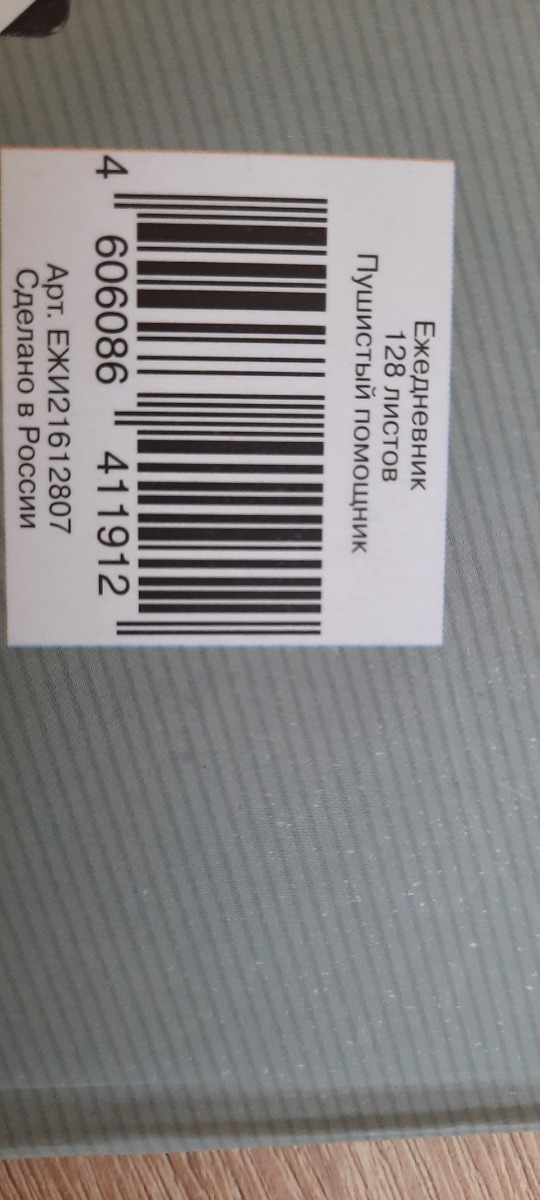 Ежедневник
128 листов
Пушистый помощник
4 606086 411912
Арт. ЕЖИ21612807
Сделано в России